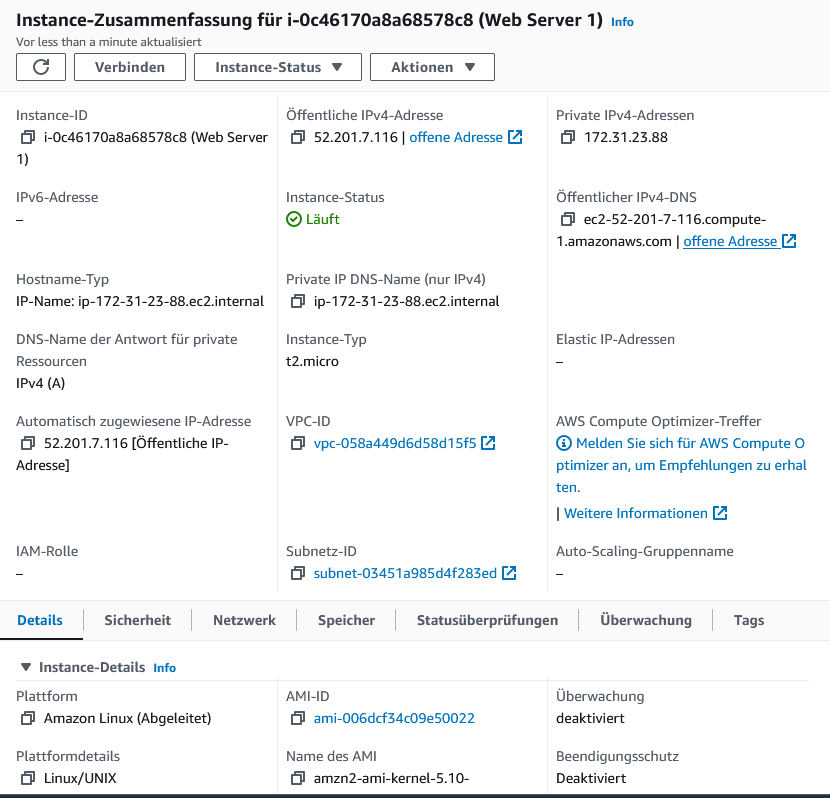 Instance-Zusammenfassung für i-0c46170a8a68578c8 (Web Server 1) Info
Vor less than a minute aktualisiert
Verbinden
Instance-Status
Aktionen
Instance-ID
i-0c46170a8a68578c8 (Web Server
1)
Öffentliche IPv4-Adresse
52.201.7.116 | offene Adresse
Private IPv4-Adressen
172.31.23.88
IPv6-Adresse
–
Instance-Status
Läuft
Öffentlicher IPv4-DNS
ec2-52-201-7-116.compute-
1.amazonaws.com | offene Adresse
Hostname-Typ
IP-Name: ip-172-31-23-88.ec2.internal
Private IP DNS-Name (nur IPv4)
ip-172-31-23-88.ec2.internal
DNS-Name der Antwort für private
Ressourcen
IPv4 (A)
Instance-Typ
t2.micro
Elastic IP-Adressen
–
Automatisch zugewiesene IP-Adresse
52.201.7.116 [Öffentliche IP-
Adresse]
VPC-ID
vpc-058a449d6d58d15f5
AWS Compute Optimizer-Treffer
Melden Sie sich für AWS Compute O
ptimizer an, um Empfehlungen zu erhal
ten.
| Weitere Informationen
IAM-Rolle
–
Subnetz-ID
subnet-03451a985d4f283ed
Auto-Scaling-Gruppenname
–
Details
Sicherheit
Netzwerk
Speicher
Statusüberprüfungen
Überwachung
Tags
Instance-Details Info
Plattform
Amazon Linux (Abgeleitet)
AMI-ID
ami-006dcf34c09e50022
Überwachung
deaktiviert
Plattformdetails
Linux/UNIX
Name des AMI
amzn2-ami-kernel-5.10-
Beendigungsschutz
Deaktiviert